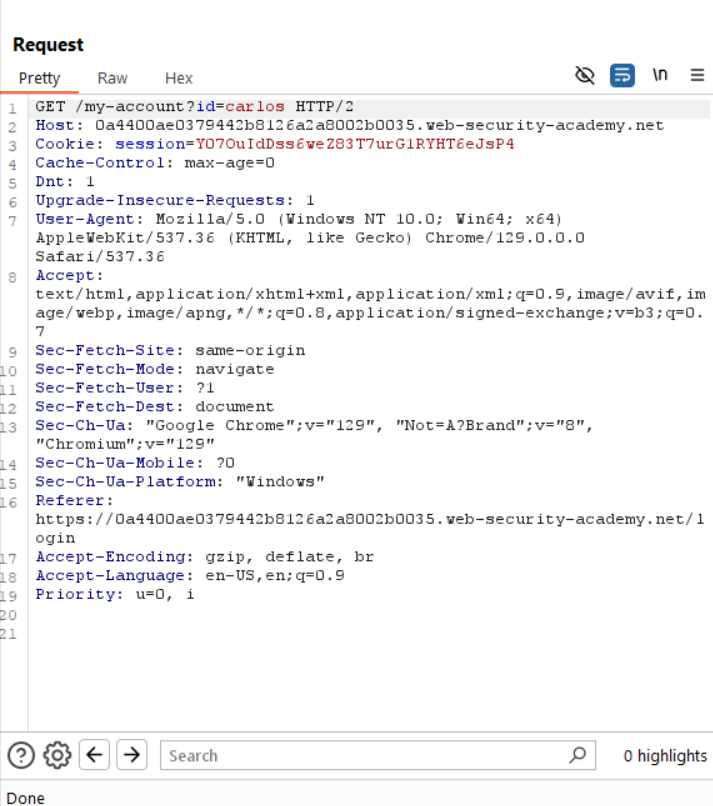 Request
Pretty Raw Hex \n
1 GET /my-account?id=carlos HTTP/2
2 Host: 0a4400ae0379442b8126a2a8002b0035.web-security-academy.net
3 Cookie: session=YO7OuIdDss6weZ83T7urG1RYHT6eJsP4
4 Cache-Control: max-age=0
5 Dnt: 1
6 Upgrade-Insecure-Requests: 1
7 User-Agent: Mozilla/5.0 (Windows NT 10.0; Win64; x64)
AppleWebKit/537.36 (KHTML, like Gecko) Chrome/129.0.0.0
Safari/537.36
8 Accept:
text/html,application/xhtml+xml,application/xml;q=0.9,image/avif,im
age/webp,image/apng,*/*;q=0.8,application/signed-exchange;v=b3;q=0.
7
9 Sec-Fetch-Site: same-origin
10 Sec-Fetch-Mode: navigate
11 Sec-Fetch-User: ?1
12 Sec-Fetch-Dest: document
13 Sec-Ch-Ua: "Google Chrome";v="129", "Not=A?Brand";v="8",
"Chromium";v="129"
14 Sec-Ch-Ua-Mobile: ?0
15 Sec-Ch-Ua-Platform: "Windows"
16 Referer:
https://0a4400ae0379442b8126a2a8002b0035.web-security-academy.net/l
ogin
17 Accept-Encoding: gzip, deflate, br
18 Accept-Language: en-US,en;q=0.9
19 Priority: u=0, i
20
21
Search 0 highlights
Done